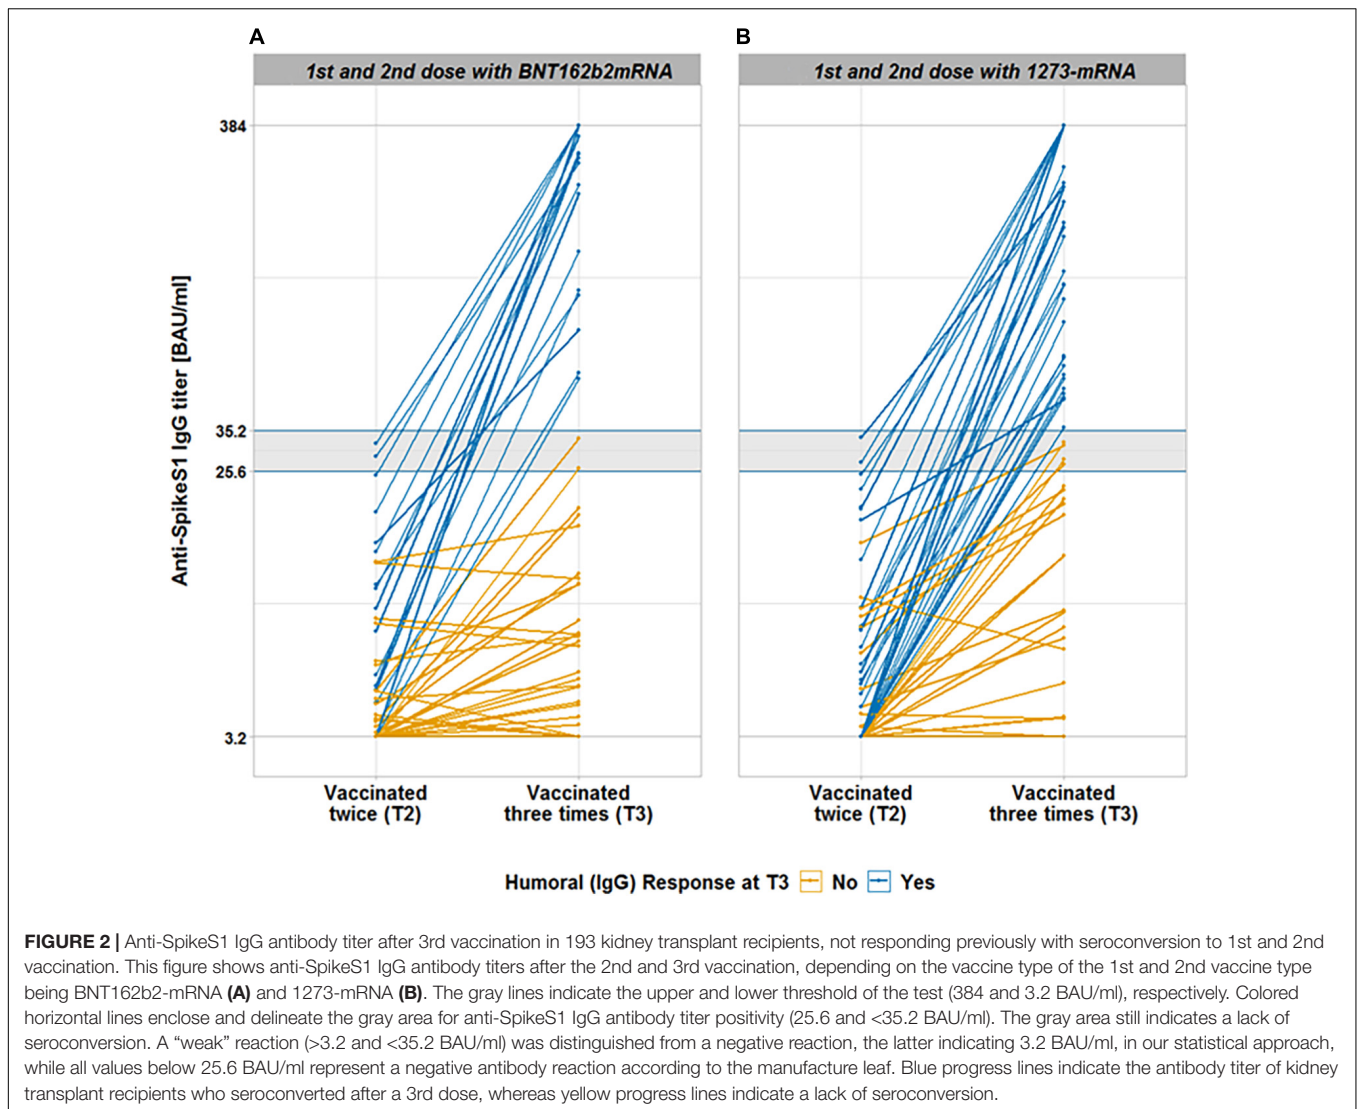 A
B
1st and 2nd dose with BNT162b2mRNA
1st and 2nd dose with 1273-mRNA
Anti-SpikeS1 IgG titer [BAU/ml]
384
35.2
25.6
3.2
Vaccinated
twice (T2)
Vaccinated
three times (T3)
Vaccinated
twice (T2)
Vaccinated
three times (T3)
Humoral (IgG) Response at T3 No Yes
FIGURE 2 | Anti-SpikeS1 IgG antibody titer after 3rd vaccination in 193 kidney transplant recipients, not responding previously with seroconversion to 1st and 2nd
vaccination. This figure shows anti-SpikeS1 IgG antibody titers after the 2nd and 3rd vaccination, depending on the vaccine type of the 1st and 2nd vaccine type
being BNT162b2-mRNA (A) and 1273-mRNA (B). The gray lines indicate the upper and lower threshold of the test (384 and 3.2 BAU/ml), respectively. Colored
horizontal lines enclose and delineate the gray area for anti-SpikeS1 IgG antibody titer positivity (25.6 and <35.2 BAU/ml). The gray area still indicates a lack of
seroconversion. A “weak” reaction (>3.2 and <35.2 BAU/ml) was distinguished from a negative reaction, the latter indicating 3.2 BAU/ml, in our statistical approach,
while all values below 25.6 BAU/ml represent a negative antibody reaction according to the manufacture leaf. Blue progress lines indicate the antibody titer of kidney
transplant recipients who seroconverted after a 3rd dose, whereas yellow progress lines indicate a lack of seroconversion.